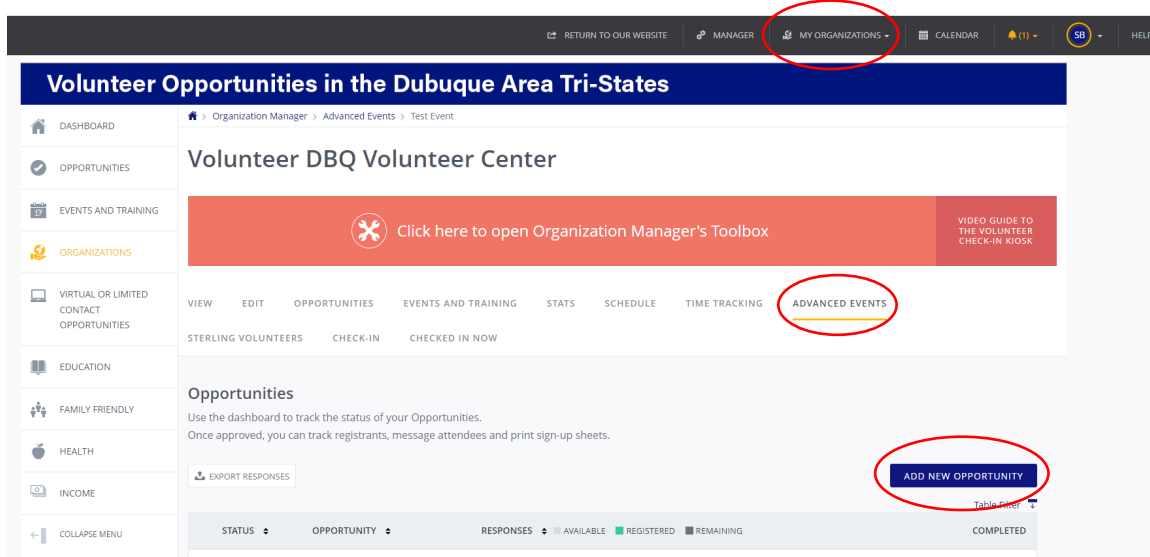 RETURN TO OUR WEBSITE MANAGER MY ORGANIZATIONS CALENDAR (1) SB HELP
Volunteer Opportunities in the Dubuque Area Tri-States
DASHBOARD
OPPORTUNITIES
EVENTS AND TRAINING
17
ORGANIZATIONS
VIRTUAL OR LIMITED
CONTACT
OPPORTUNITIES
EDUCATION
FAMILY FRIENDLY
HEALTH
INCOME
COLLAPSE MENU
> Organization Manager > Advanced Events > Test Event
Volunteer DBQ Volunteer Center
Click here to open Organization Manager's Toolbox
VIDEO GUIDE TO
THE VOLUNTEER
CHECK-IN KIOSK
VIEW EDIT OPPORTUNITIES EVENTS AND TRAINING STATS SCHEDULE TIME TRACKING ADVANCED EVENTS
STERLING VOLUNTEERS CHECK-IN CHECKED IN NOW
Opportunities
Use the dashboard to track the status of your Opportunities.
Once approved, you can track registrants, message attendees and print sign-up sheets.
EXPORT RESPONSES
ADD NEW OPPORTUNITY
Table Filter
STATUS OPPORTUNITY RESPONSES AVAILABLE REGISTERED REMAINING COMPLETED